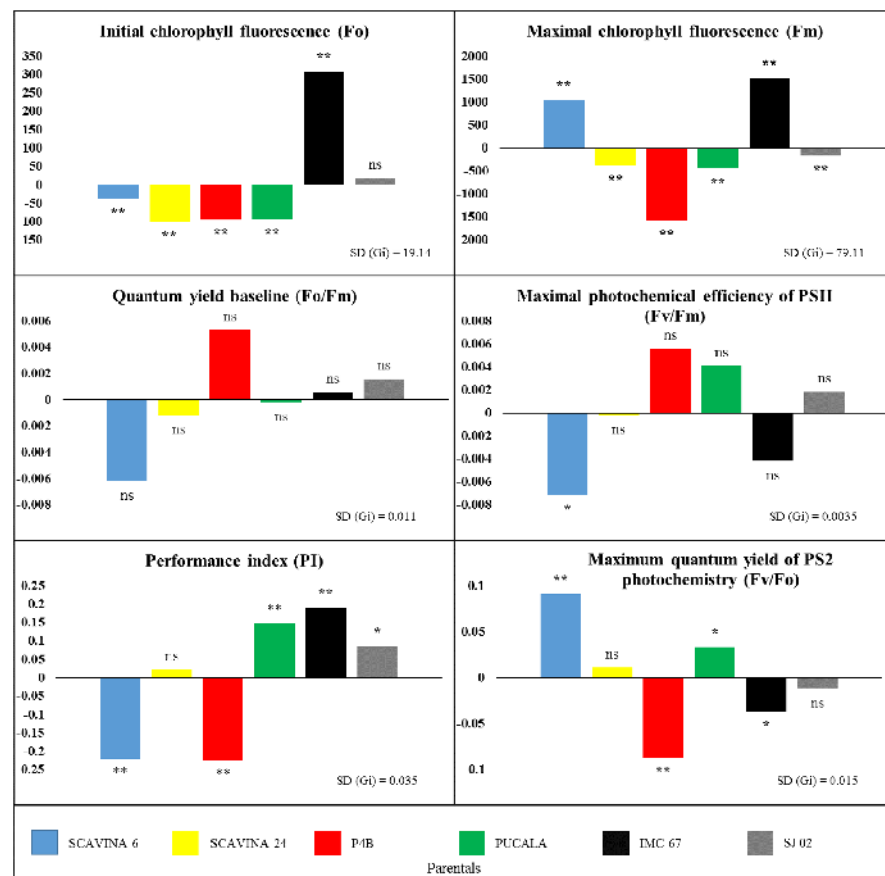 Initial chlorophyll fluorescence (Fo)
350
300
250
200
150
100
50
0
-50
100
150
**
**
**
**
**
ns
SD (Gi) – 19.14
Maximal chlorophyll fluorescence (Fm)
2000
1500
1000
500
0
-500
1000
1500
2000
**
**
**
**
**
**
SD (Gi) – 79.11
Quantum yield baseline (Fo/Fm)
0.006
0.004
0.002
0
0.002
0.004
-0.006
-0.008
ns
ns
ns
ns
ns
ns
SD (Gi) = 0.011
Maximal photochemical efficiency of PSII
(Fv/Fm)
0.008
0.006
0.004
0.002
0
0.002
-0.004
-0.006
-0.008
*
ns
ns
ns
ns
ns
SD (Gi) = 0.0035
Performance index (PI)
0.25
0.2
0.15
0.1
0.05
0
-0.05
-0.1
-0.15
-0.2
0.25
**
ns
**
**
**
*
SD (Gi) = 0.035
Maximum quantum yield of PS2
photochemistry (Fv/Fo)
0.1
0.05
0
-0.05
0.1
**
ns
**
*
*
ns
SD (Gi) = 0.015
SCAVINA 6
SCAVINA 24
P4B
PUCALA
IMC 67
SJ 02
Parentals